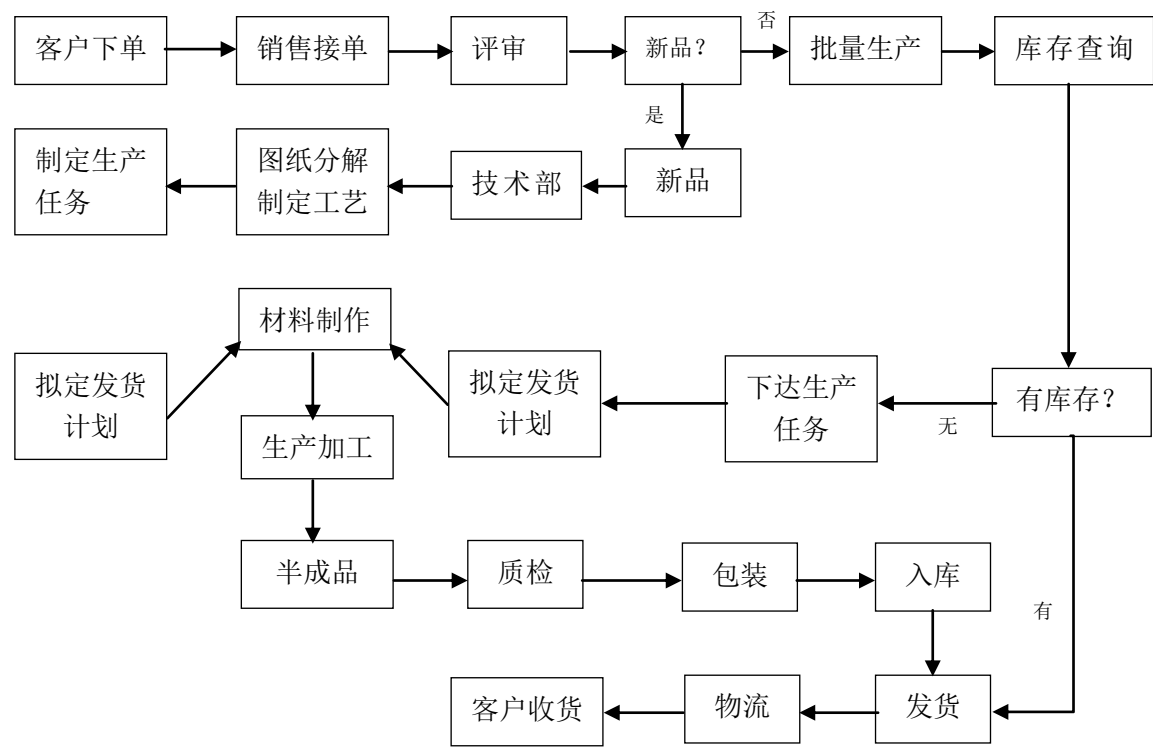 客户下单
销售接单
评审
新品？
否
批量生产
库存查询
是
制定生产
任务
图纸分解
制定工艺
技术部
新品
材料制作
拟定发货
计划
拟定发货
计划
下达生产
任务
有库存？
无
生产加工
半成品
质检
包装
入库
有
客户收货
物流
发货